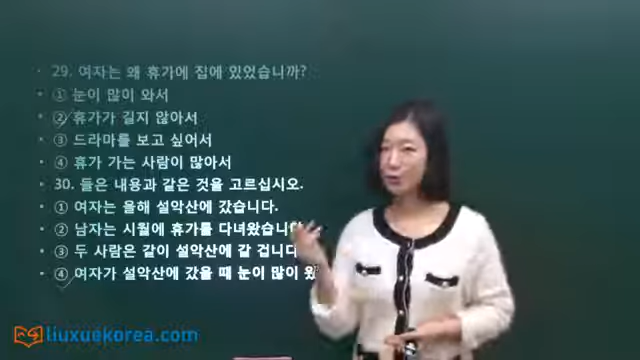 29. 여자는 왜 휴가에 집에 있었습니까?
① 눈이 많이 와서
② 휴가가 길지 않아서
③ 드라마를 보고 싶어서
④ 휴가 가는 사람이 많아서
30. 들은 내용과 같은 것을 고르십시오.
① 여자는 올해 설악산에 갔습니다.
② 남자는 시월에 휴가를 다녀왔습니
③ 두 사람은 같이 설악산에 갈 겁니다
④ 여자가 설악산에 갔을 때 눈이 많이
liuxuekorea.com